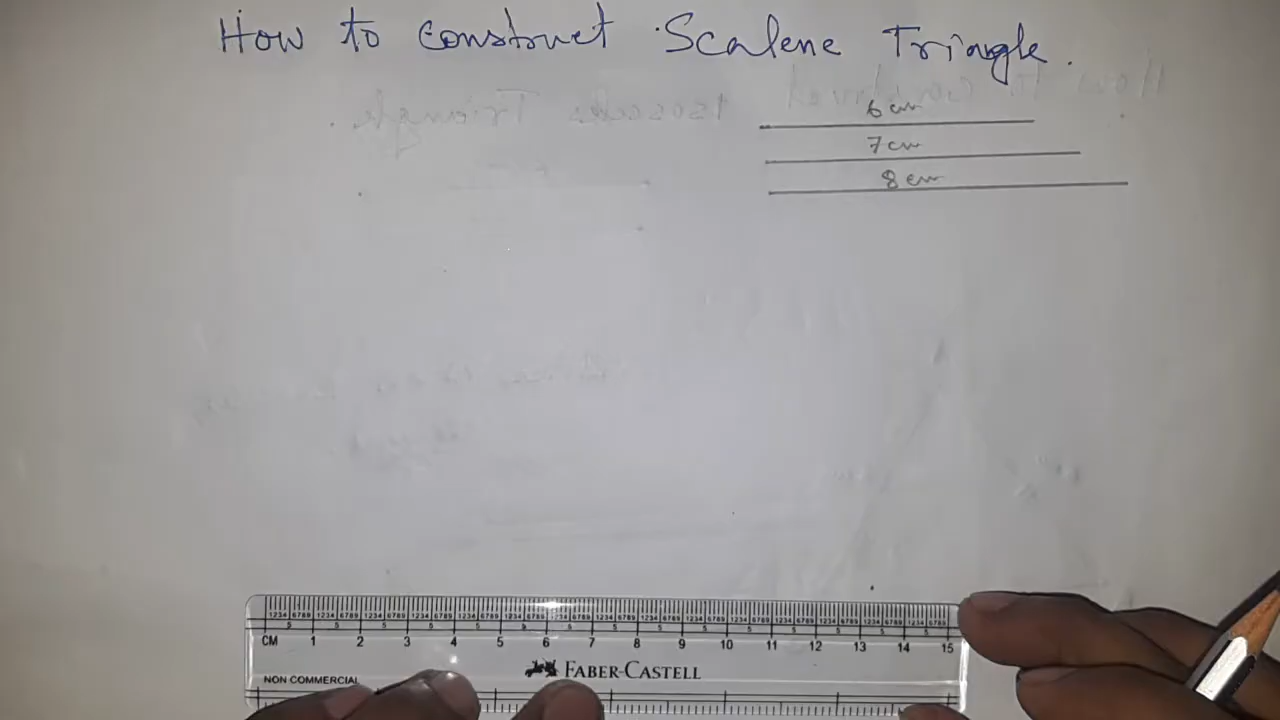 How to construct Scalene Triangle.
6 cm
7 cm
8 cm
CM 1 2 3 4 5 6 7 8 9 10 11 12 13 14 15
FABER-CASTELL
NON COMMERCIAL